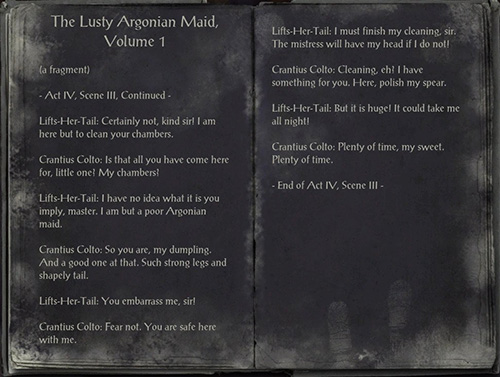 The Lusty Argonian Maid,
Volume 1
(a fragment)
- Act IV, Scene III, Continued -
Lifts-Her-Tail: Certainly not, kind sir! I am
here but to clean your chambers.
Crantius Colto: Is that all you have come here
for, little one? My chambers?
Lifts-Her-Tail: I have no idea what it is you
imply, master. I am but a poor Argonian
maid.
Crantius Colto: So you are, my dumpling.
And a good one at that. Such strong legs and
shapely tail.
Lifts-Her-Tail: You embarrass me, sir!
Crantius Colto: Fear not. You are safe here
with me.
Lifts-Her-Tail: I must finish my cleaning, sir.
The mistress will have my head if I do not!
Crantius Colto: Cleaning, eh? I have
something for you. Here, polish my spear.
Lifts-Her-Tail: But it is huge! It could take me
all night!
Crantius Colto: Plenty of time, my sweet.
Plenty of time.
- End of Act IV, Scene III -